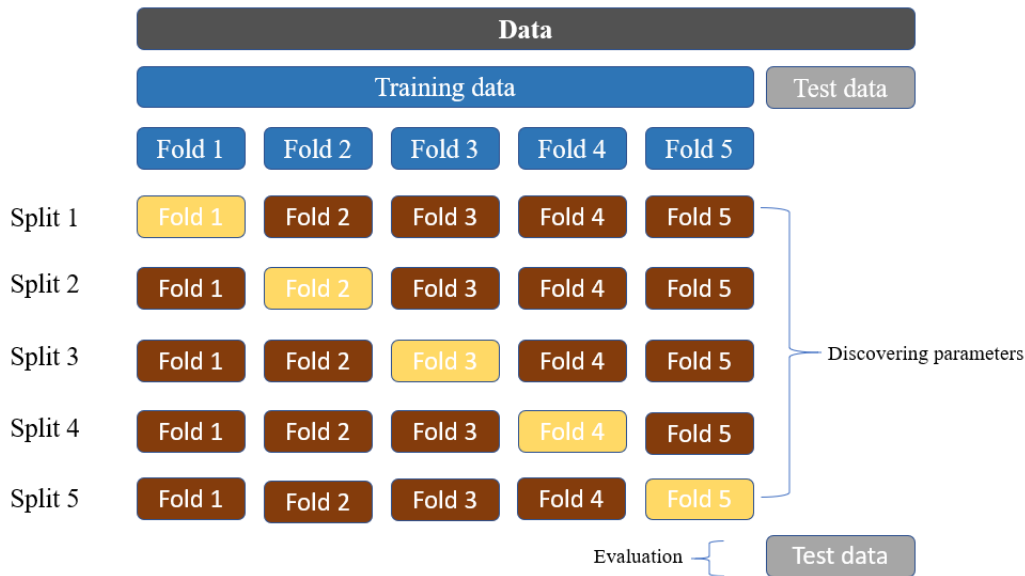 Data
Training data Test data
Fold 1 Fold 2 Fold 3 Fold 4 Fold 5
Split 1 Fold 1 Fold 2 Fold 3 Fold 4 Fold 5
Split 2 Fold 1 Fold 2 Fold 3 Fold 4 Fold 5
Split 3 Fold 1 Fold 2 Fold 3 Fold 4 Fold 5
Discovering parameters
Split 4 Fold 1 Fold 2 Fold 3 Fold 4 Fold 5
Split 5 Fold 1 Fold 2 Fold 3 Fold 4 Fold 5
Evaluation Test data